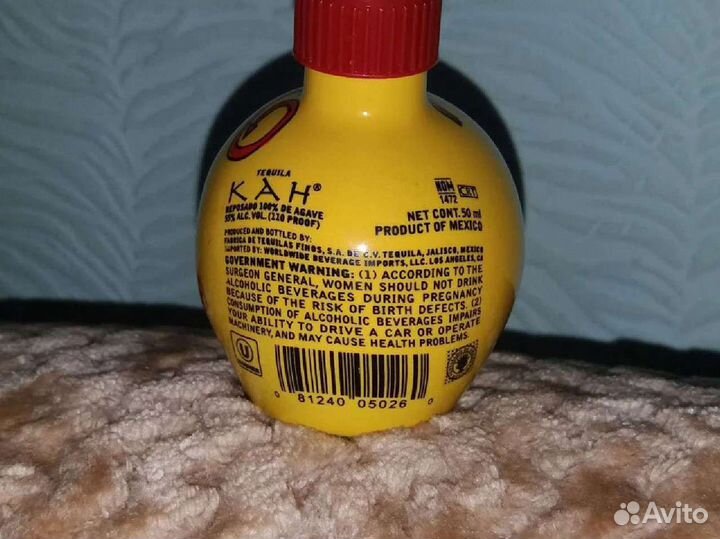 TEQUILA
KAH®
REPOSADO 100% DE AGAVE
55% ALC. VOL. (110 PROOF)
NOM
1472
CRT
NET CONT. 50 ml
PRODUCT OF MEXICO
PRODUCED AND BOTTLED BY:
FABRICA DE TEQUILAS FINOS, S.A. DE C.V. TEQUILA, JALISCO, MEXICO
IMPORTED BY: WORLDWIDE BEVERAGE IMPORTS, LLC. LOS ANGELES, CA
GOVERNMENT WARNING: (1) ACCORDING TO THE
SURGEON GENERAL, WOMEN SHOULD NOT DRINK
ALCOHOLIC BEVERAGES DURING PREGNANCY
BECAUSE OF THE RISK OF BIRTH DEFECTS. (2)
CONSUMPTION OF ALCOHOLIC BEVERAGES IMPAIRS
YOUR ABILITY TO DRIVE A CAR OR OPERATE
MACHINERY, AND MAY CAUSE HEALTH PROBLEMS.
U
0 81240 05026 0
Avito